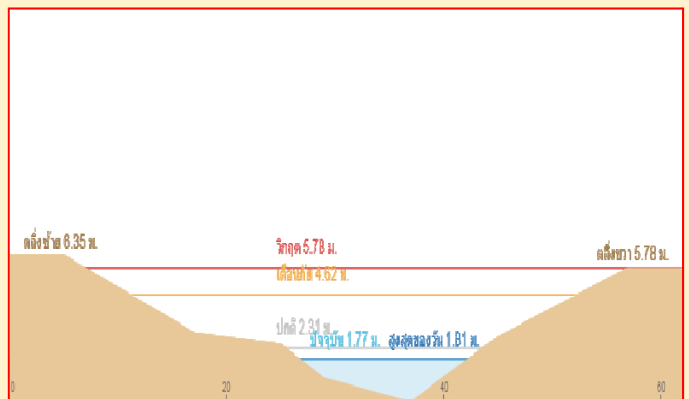 ตลิ่งซ้าย 6.35 ม.
วิกฤต 5.78 ม.
ตลิ่งขวา 5.78 ม.
เตือนภัย 4.62 ม.
ปกติ 2.31 ม.
ปัจจุบัน 1.77 ม. สูงสุดของวัน 1.81 ม.
0 20 40 60